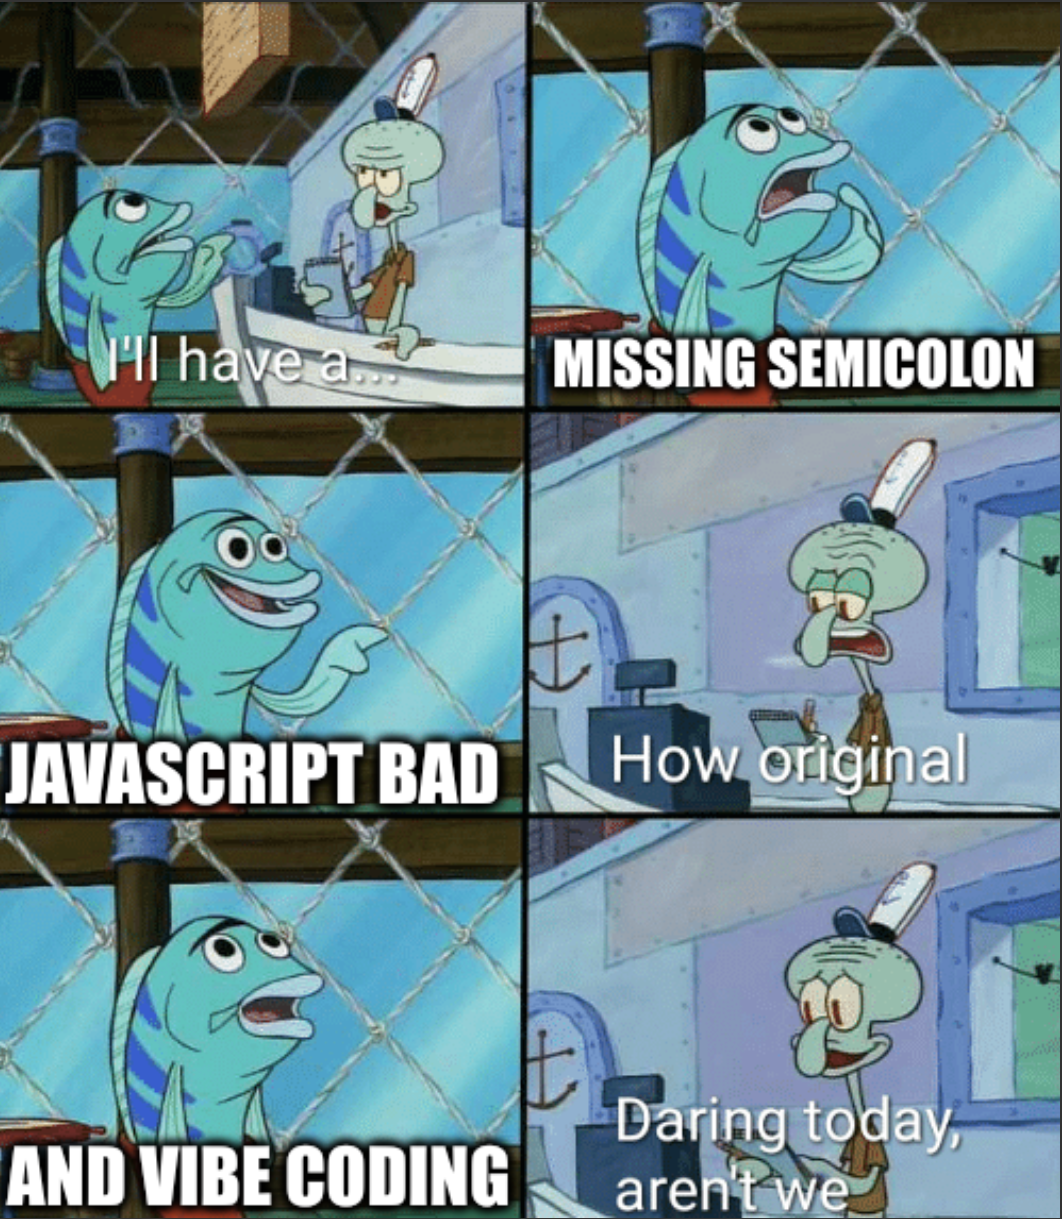 I'll have a...
MISSING SEMICOLON
JAVASCRIPT BAD
How original
AND VIBE CODING
Daring today,
aren't we